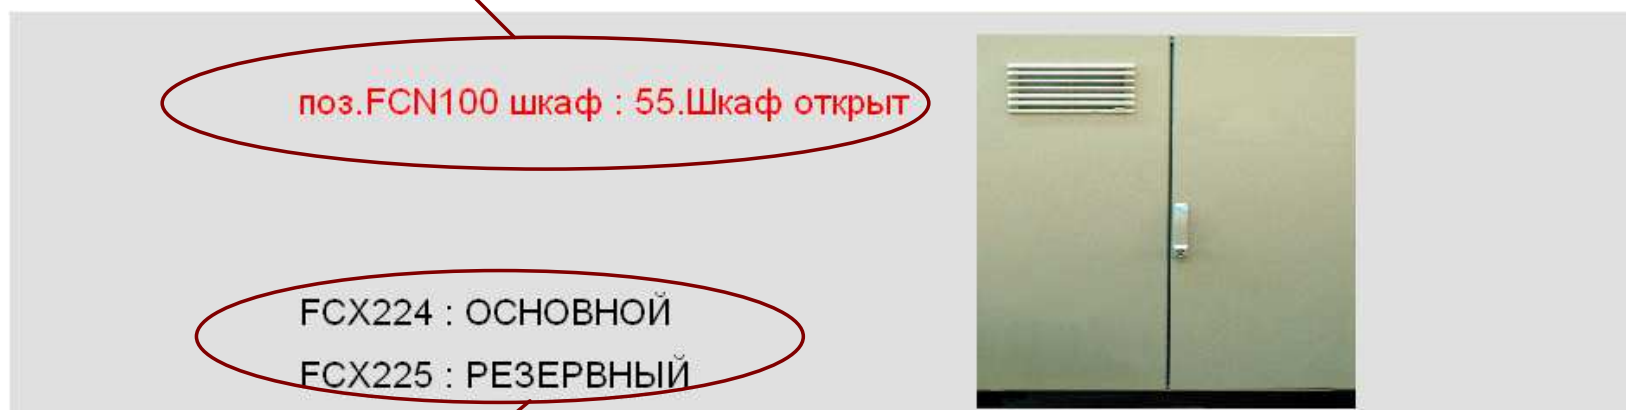 поз.FCN100 шкаф : 55.Шкаф открыт
FCX224 : ОСНОВНОЙ
FCX225 : РЕЗЕРВНЫЙ